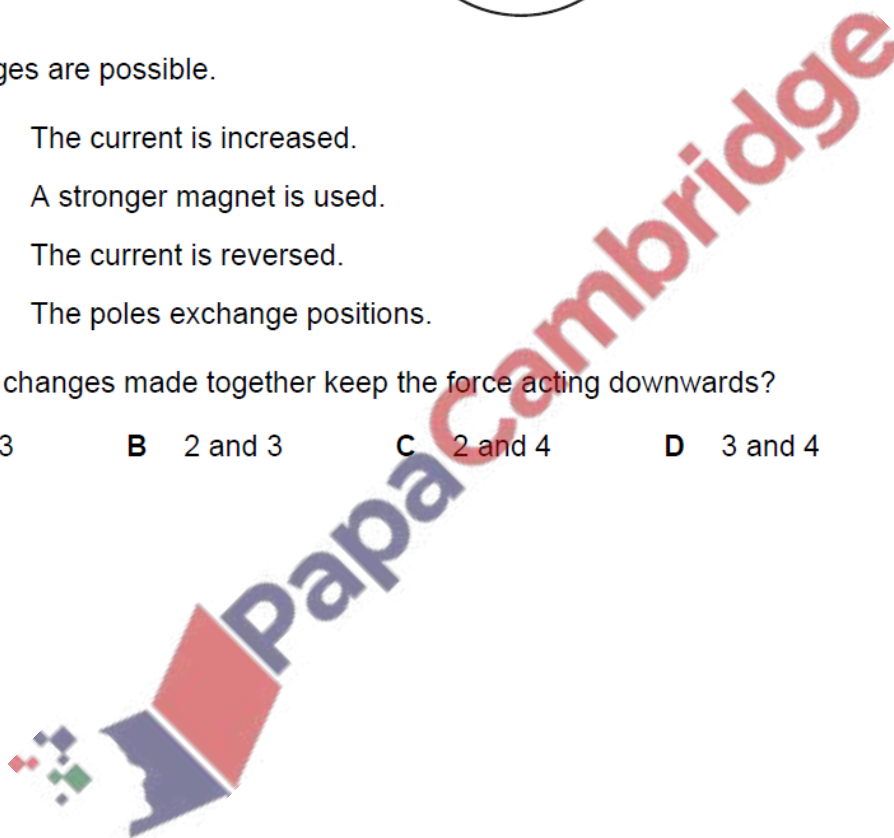 ges are possible.
The current is increased.
A stronger magnet is used.
The current is reversed.
The poles exchange positions.
changes made together keep the force acting downwards?
3 B 2 and 3 C 2 and 4 D 3 and 4
PapaCambridge